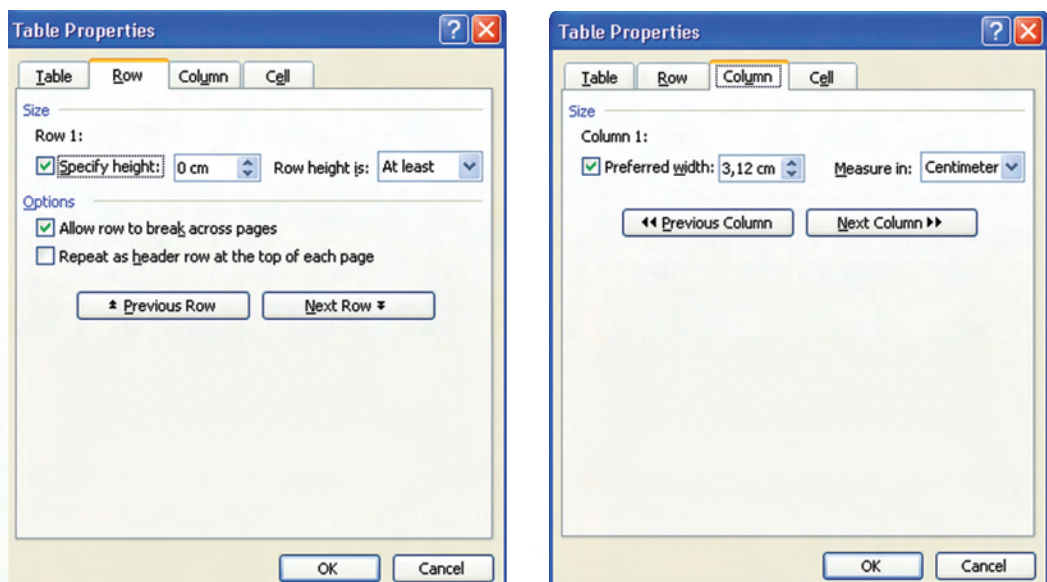 Table Properties
Table Row Column Cell
Size
Row 1:
Specify height: 0 cm Row height is: At least
Options
Allow row to break across pages
Repeat as header row at the top of each page
Previous Row Next Row
OK Cancel
Table Properties
Table Row Column Cell
Size
Column 1:
Preferred width: 3,12 cm Measure in: Centimeter
Previous Column Next Column
OK Cancel